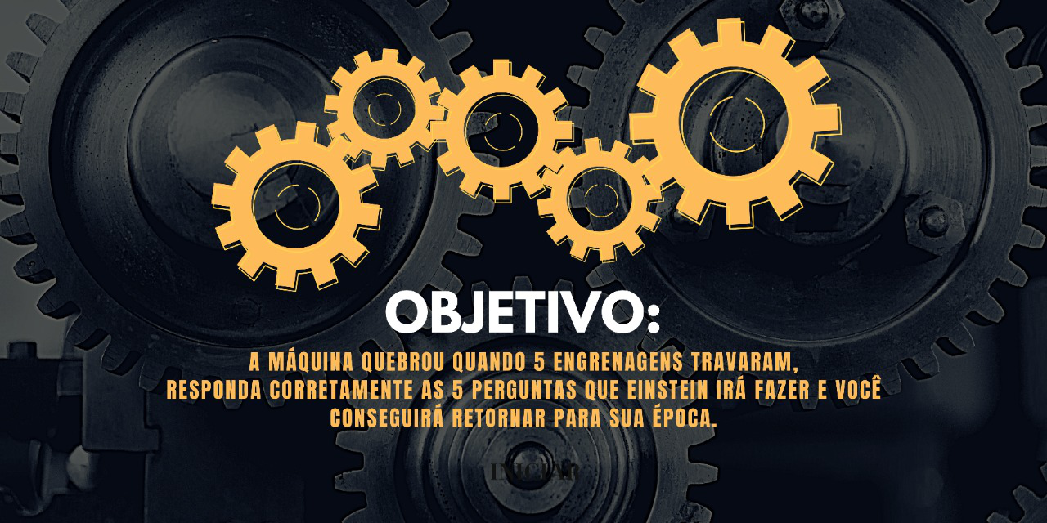 OBJETIVO:
A MÁQUINA QUEBROU QUANDO 5 ENGRENAGENS TRAVARAM,
RESPONDA CORRETAMENTE AS 5 PERGUNTAS QUE EINSTEIN IRÁ FAZER E VOCÊ
CONSEGUIRÁ RETORNAR PARA SUA ÉPOCA.
INICIAR